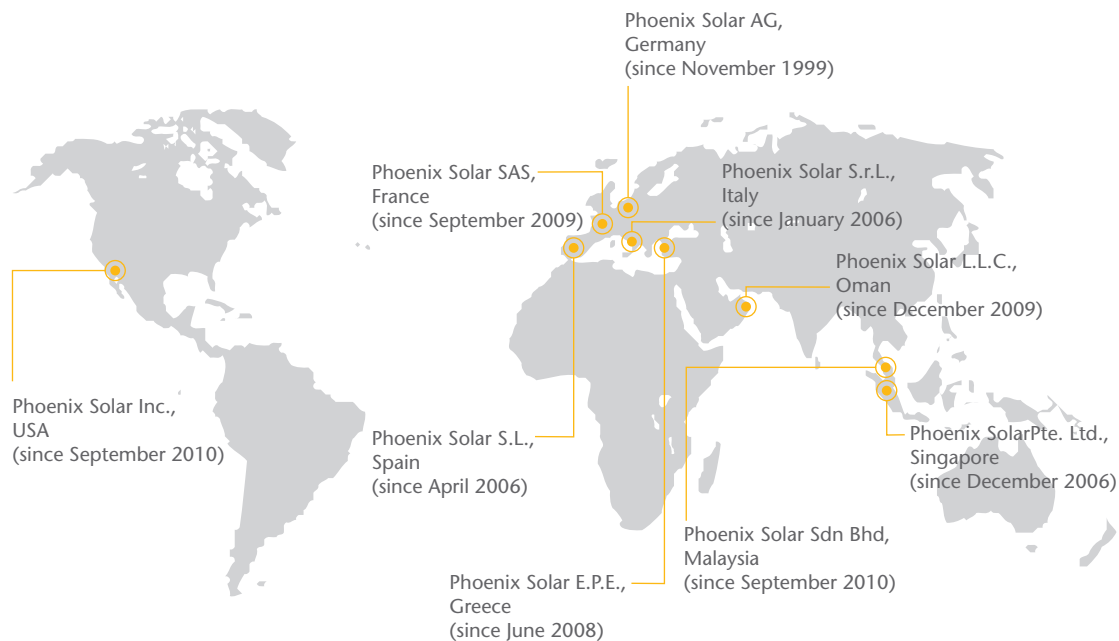 Phoenix Solar AG,
Germany
(since November 1999)
Phoenix Solar SAS,
France
(since September 2009)
Phoenix Solar S.r.L.,
Italy
(since January 2006)
Phoenix Solar L.L.C.,
Oman
(since December 2009)
Phoenix Solar Inc.,
USA
(since September 2010)
Phoenix Solar S.L.,
Spain
(since April 2006)
Phoenix SolarPte. Ltd.,
Singapore
(since December 2006)
Phoenix Solar Sdn Bhd,
Malaysia
(since September 2010)
Phoenix Solar E.P.E.,
Greece
(since June 2008)